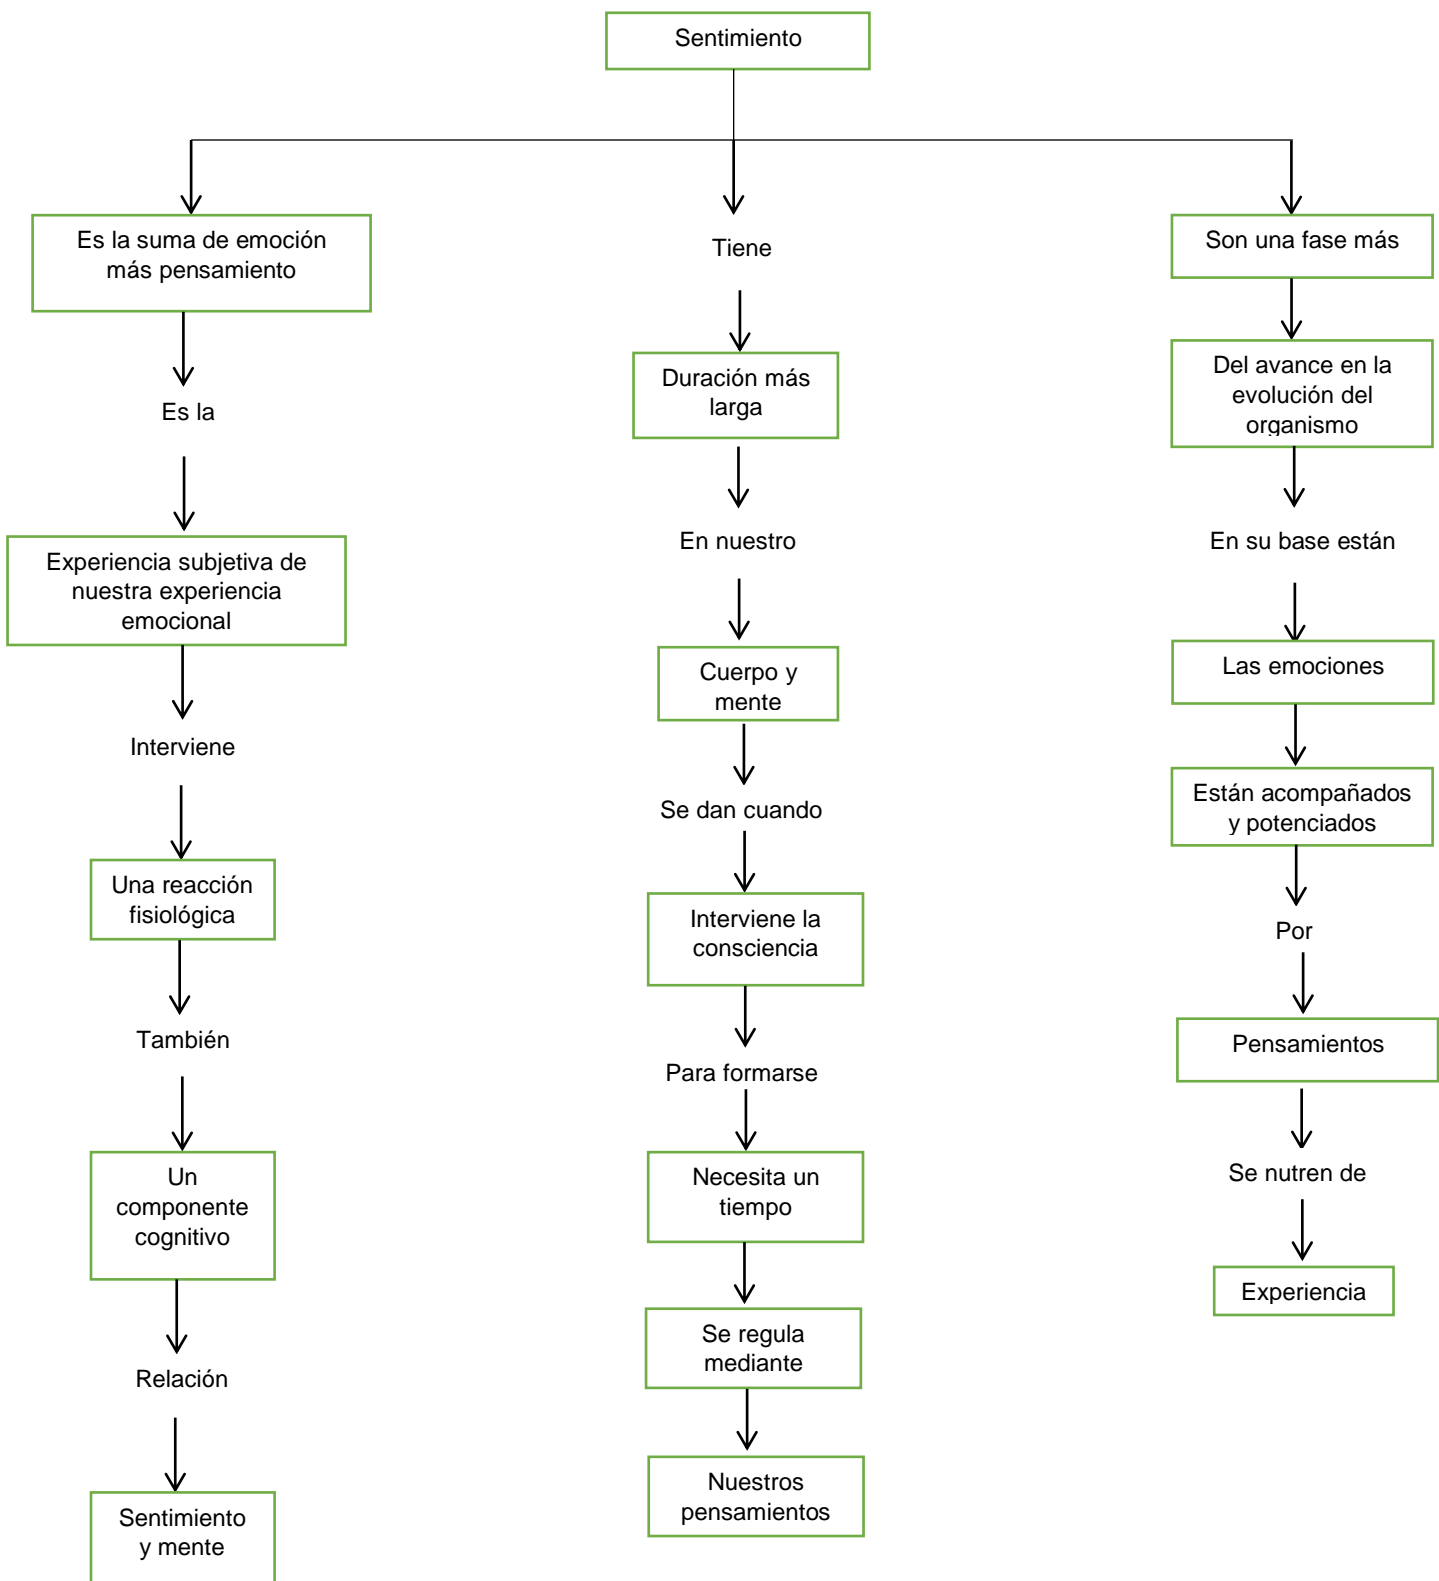 Sentimiento
Es la suma de emoción
más pensamiento
Es la
Experiencia subjetiva de
nuestra experiencia
emocional
Interviene
Una reacción
fisiológica
También
Un
componente
cognitivo
Relación
Sentimiento
y mente
Tiene
Duración más
larga
En nuestro
Cuerpo y
mente
Se dan cuando
Interviene la
consciencia
Para formarse
Necesita un
tiempo
Se regula
mediante
Nuestros
pensamientos
Son una fase más
Del avance en la
evolución del
organismo
En su base están
Las emociones
Están acompañados
y potenciados
Por
Pensamientos
Se nutren de
Experiencia